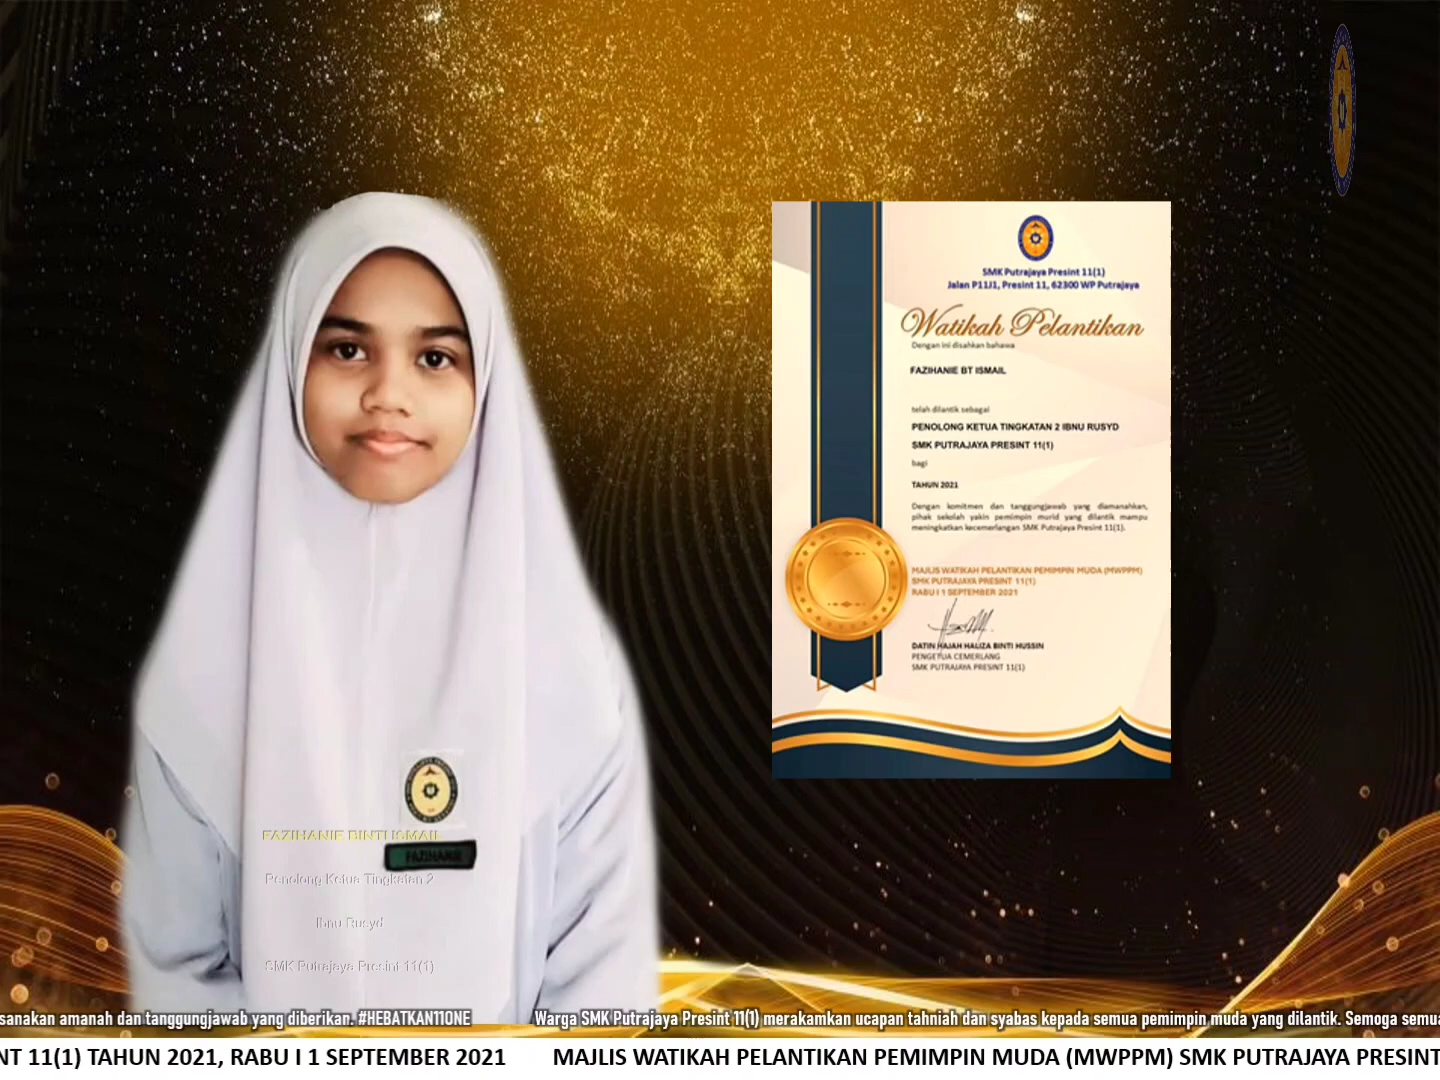 SMK Putrajaya Presint 11(1)
Jalan P11J1, Presint 11, 62300 WP Putrajaya
Watikah Pelantikan
Dengan ini disahkan bahawa
FAZIHANIE BT ISMAIL
telah dilantik sebagai
PENOLONG KETUA TINGKATAN 2 IBNU RUSYD
SMK PUTRAJAYA PRESINT 11(1)
bagi
TAHUN 2021
Dengan komitmen dan tanggungjawab yang diamanahkan,
pihak sekolah yakin pemimpin murid yang dilantik mampu
meningkatkan kecemerlangan SMK Putrajaya Presint 11(1).
MAJLIS WATIKAH PELANTIKAN PEMIMPIN MUDA (MWPPM)
SMK PUTRAJAYA PRESINT 11(1)
RABU I 1 SEPTEMBER 2021
DATIN HAJAH HALIZA BINTI HUSSIN
PENGETUA CEMERLANG
SMK PUTRAJAYA PRESINT 11(1)
FAZIHANIE BINTI ISMAIL
FAZIHANIE
Penolong Ketua Tingkatan 2
Ibnu Rusyd
SMK Putrajaya Presint 11(1)
sanakan amanah dan tanggungjawab yang diberikan. #HEBATKAN11ONE Warga SMK Putrajaya Presint 11(1) merakamkan ucapan tahniah dan syabas kepada semua pemimpin muda yang dilantik. Semoga semua
NT 11(1) TAHUN 2021, RABU I 1 SEPTEMBER 2021 MAJLIS WATIKAH PELANTIKAN PEMIMPIN MUDA (MWPPM) SMK PUTRAJAYA PRESINT